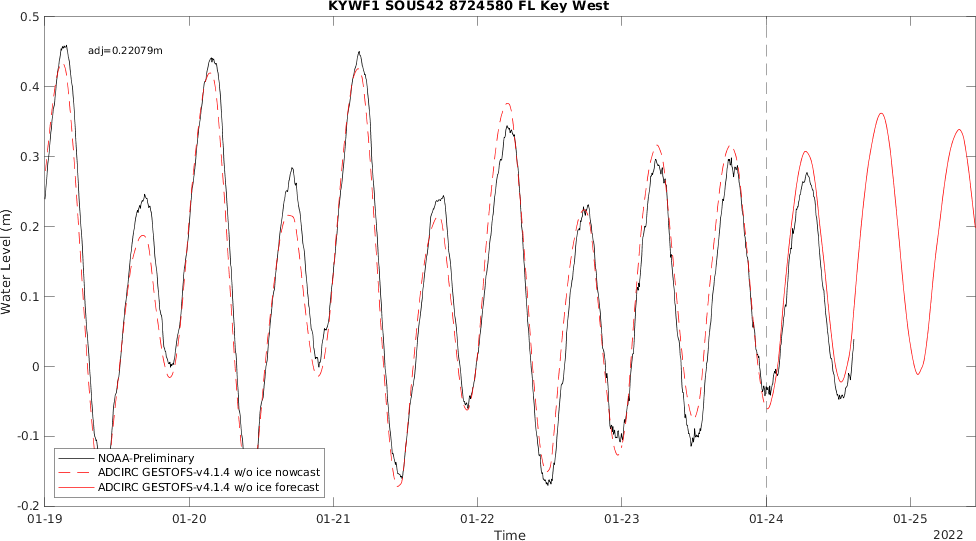 KYWF1 SOUS42 8724580 FL Key West
adj=0.22079m
0.5
0.4
0.3
0.2
0.1
0
-0.1
-0.2
Water Level (m)
NOAA-Preliminary
ADCIRC GESTOFS-v4.1.4 w/o ice nowcast
ADCIRC GESTOFS-v4.1.4 w/o ice forecast
01-19 01-20 01-21 01-22 01-23 01-24 01-25
Time
2022